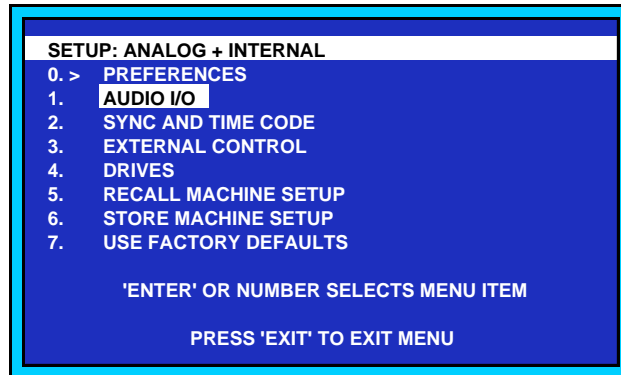 SETUP: ANALOG + INTERNAL
0. > PREFERENCES
1. AUDIO I/O
2. SYNC AND TIME CODE
3. EXTERNAL CONTROL
4. DRIVES
5. RECALL MACHINE SETUP
6. STORE MACHINE SETUP
7. USE FACTORY DEFAULTS
'ENTER' OR NUMBER SELECTS MENU ITEM
PRESS 'EXIT' TO EXIT MENU